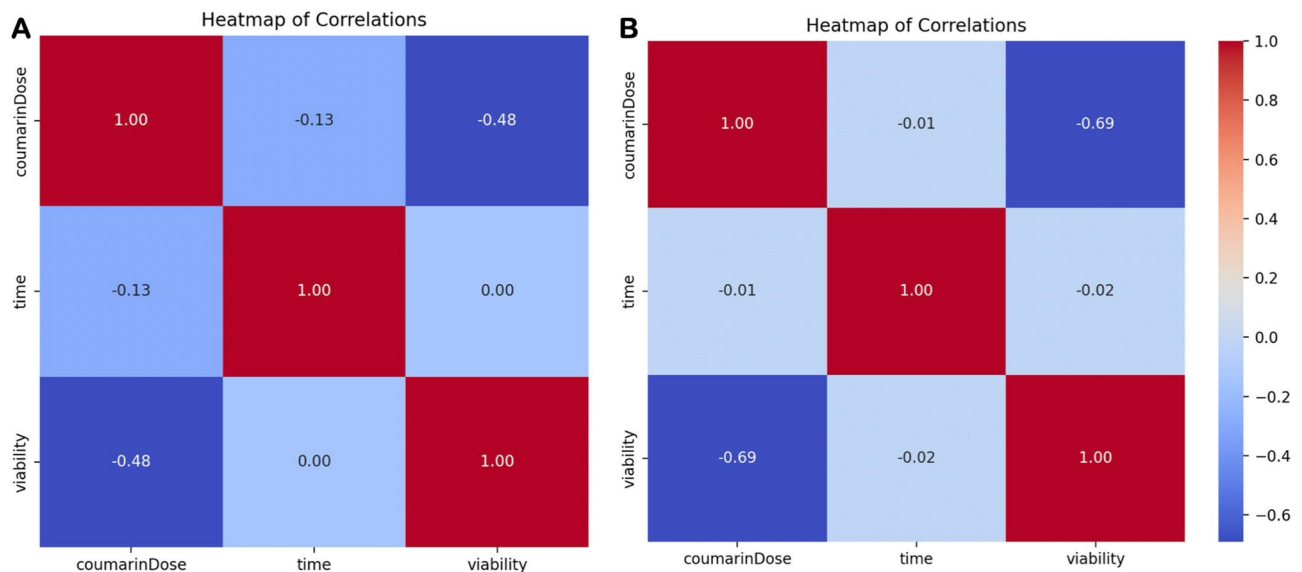 A
Heatmap of Correlations
coumarinDose
1.00
-0.13
-0.48
time
-0.13
1.00
0.00
viability
-0.48
0.00
1.00
coumarinDose
time
viability
B
Heatmap of Correlations
coumarinDose
1.00
-0.01
-0.69
time
-0.01
1.00
-0.02
viability
-0.69
-0.02
1.00
coumarinDose
time
viability
1.0
0.8
0.6
0.4
0.2
0.0
−0.2
−0.4
−0.6